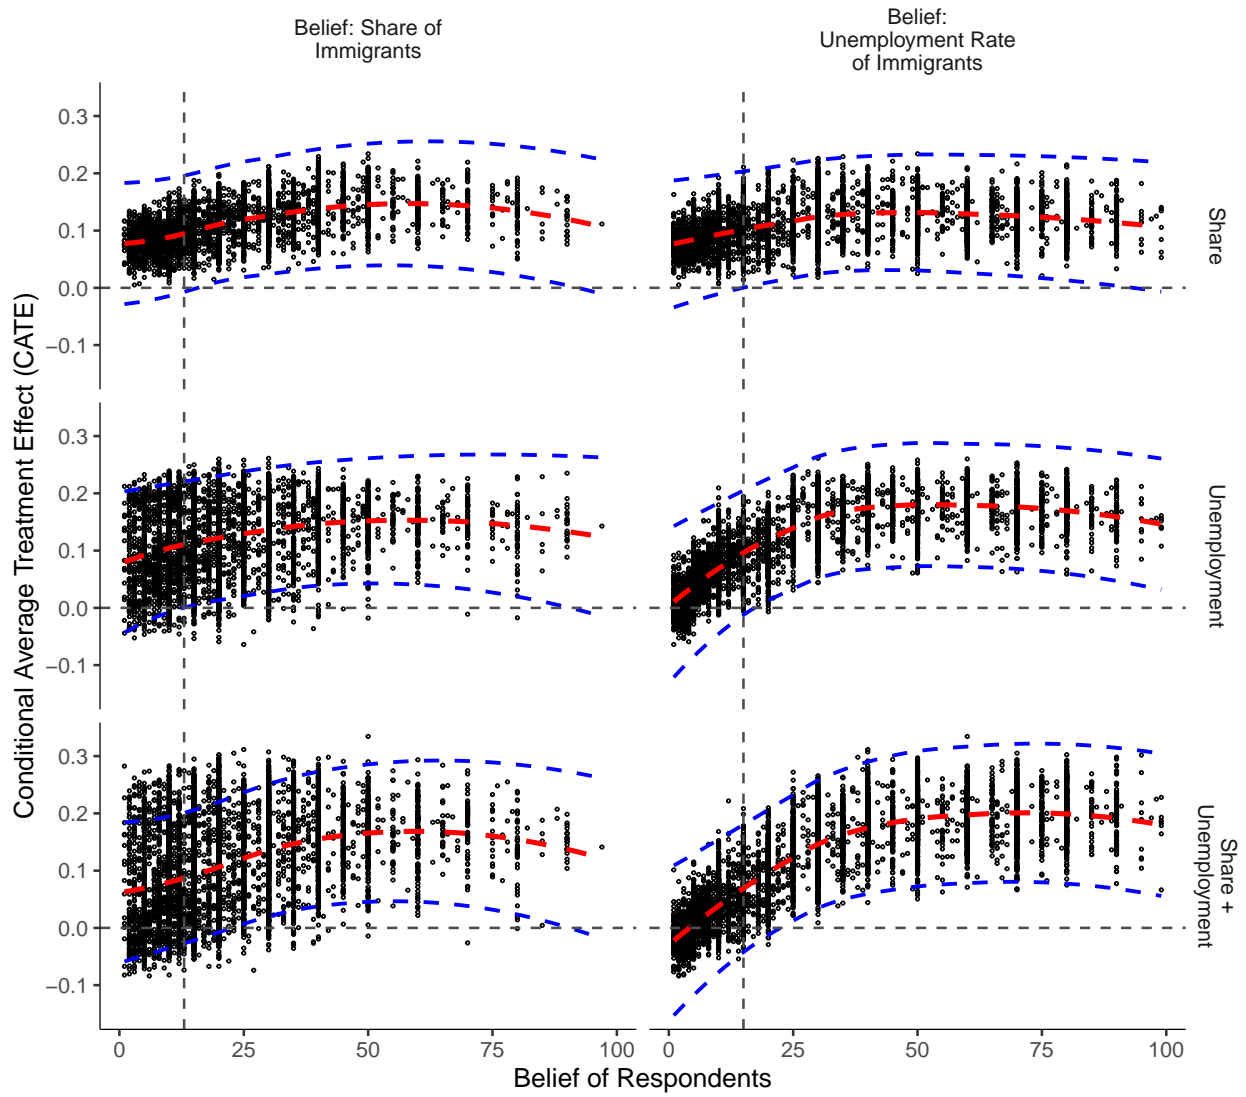 Belief: Share of
Immigrants
Belief:
Unemployment Rate
of Immigrants
Conditional Average Treatment Effect (CATE)
0.3
0.2
0.1
0.0
−0.1
Share
0.3
0.2
0.1
0.0
−0.1
Unemployment
0.3
0.2
0.1
0.0
−0.1
Share +
Unemployment
0 25 50 75 100 0 25 50 75 100
Belief of Respondents